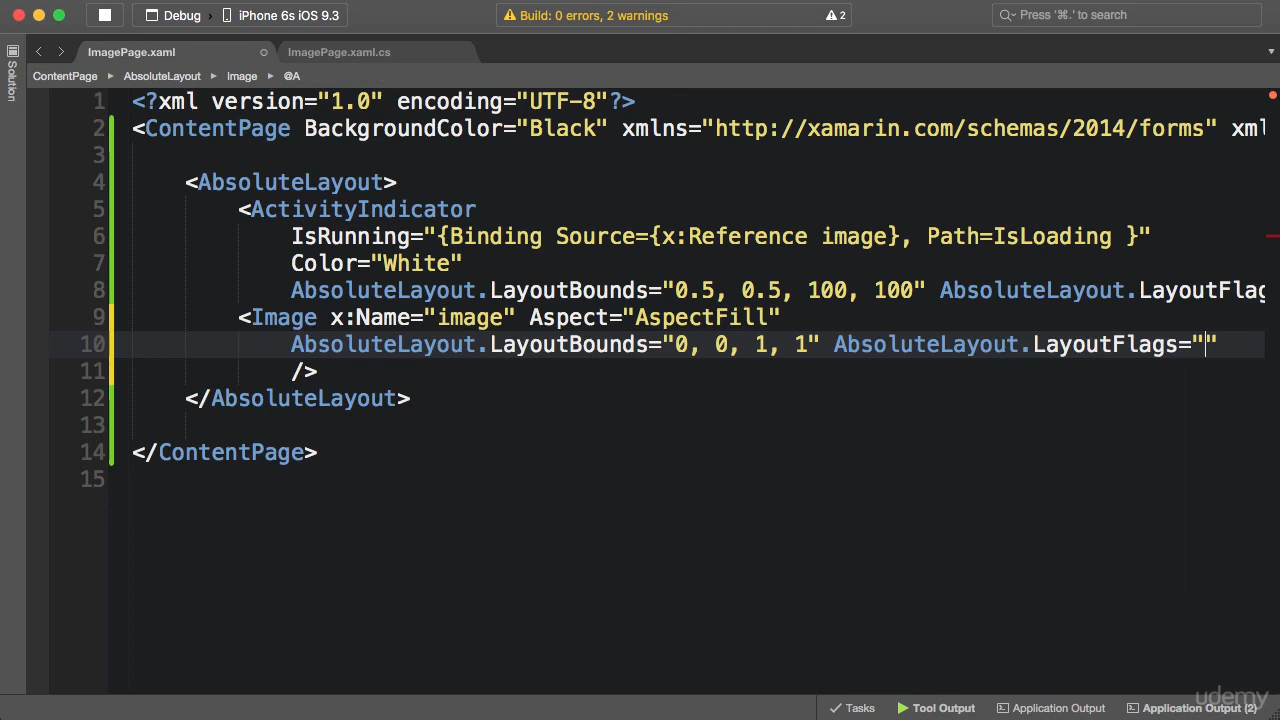 Debug › iPhone 6s iOS 9.3
Build: 0 errors, 2 warnings
2
Press '⌘.' to search
Solution
ImagePage.xaml
ImagePage.xaml.cs
ContentPage ▸ AbsoluteLayout ▸ Image ▸ @A
1 <?xml version="1.0" encoding="UTF-8"?>
2 <ContentPage BackgroundColor="Black" xmlns="http://xamarin.com/schemas/2014/forms" xml
3
4 <AbsoluteLayout>
5 <ActivityIndicator
6 IsRunning="{Binding Source={x:Reference image}, Path=IsLoading }"
7 Color="White"
8 AbsoluteLayout.LayoutBounds="0.5, 0.5, 100, 100" AbsoluteLayout.LayoutFlag
9 <Image x:Name="image" Aspect="AspectFill"
10 AbsoluteLayout.LayoutBounds="0, 0, 1, 1" AbsoluteLayout.LayoutFlags=""
11 />
12 </AbsoluteLayout>
13
14 </ContentPage>
15
udemy
Tasks
Tool Output
Application Output
Application Output (2)